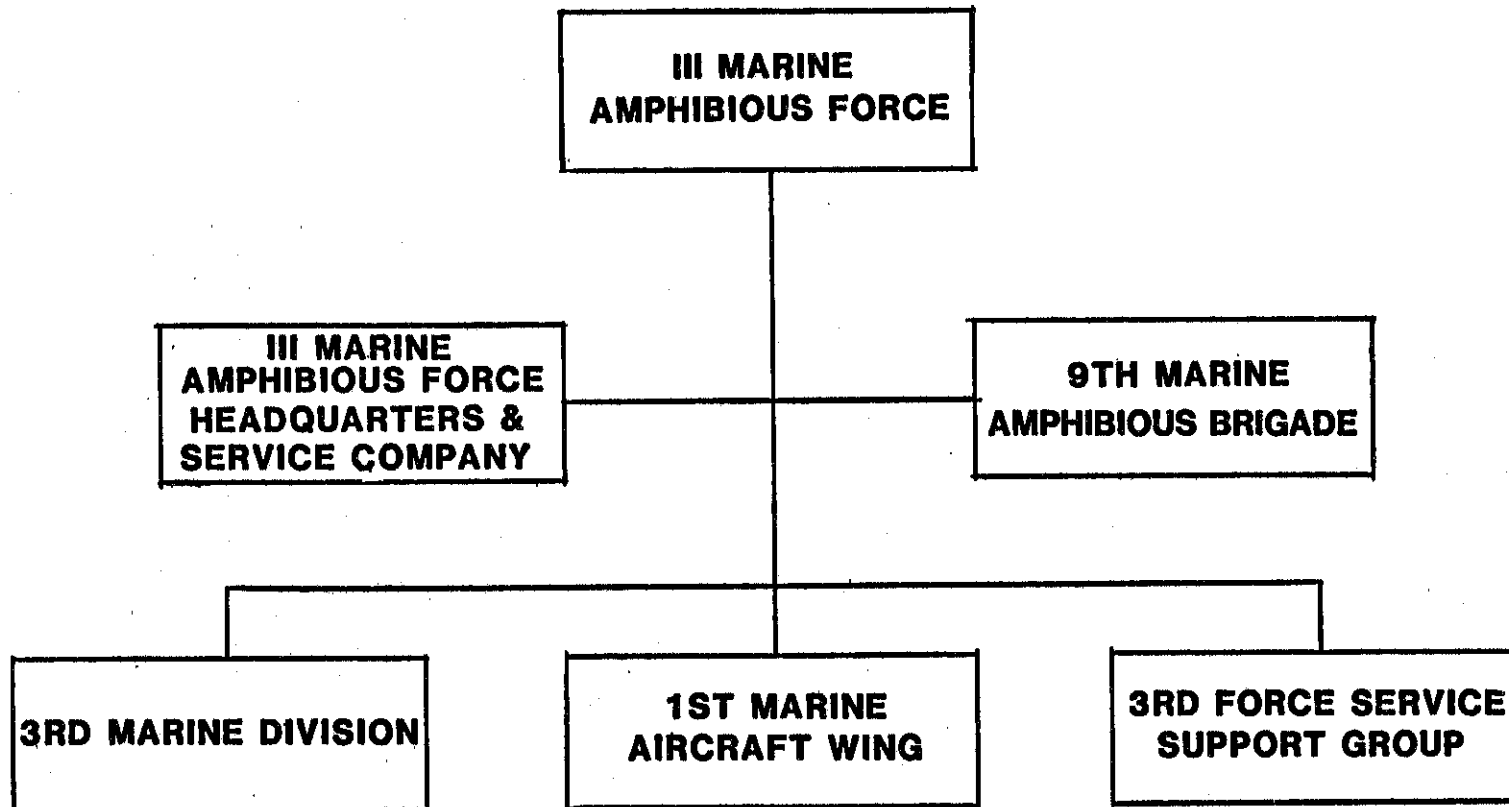 III MARINE
AMPHIBIOUS FORCE
III MARINE
AMPHIBIOUS FORCE
HEADQUARTERS &
SERVICE COMPANY
9TH MARINE
AMPHIBIOUS BRIGADE
3RD MARINE DIVISION
1ST MARINE
AIRCRAFT WING
3RD FORCE SERVICE
SUPPORT GROUP